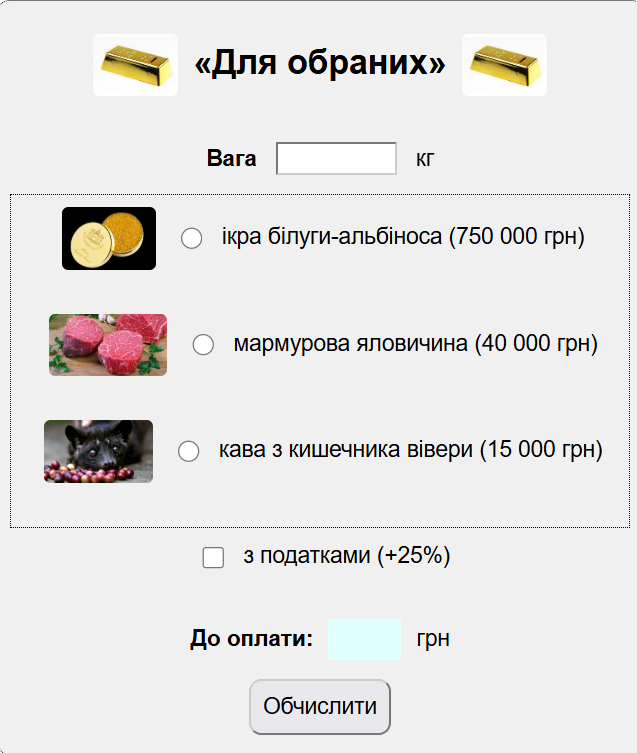 «Для обраних»
Вага кг
ікра білуги-альбіноса (750 000 грн)
мармурова яловичина (40 000 грн)
кава з кишечника вівери (15 000 грн)
з податками (+25%)
До оплати: грн
Обчислити